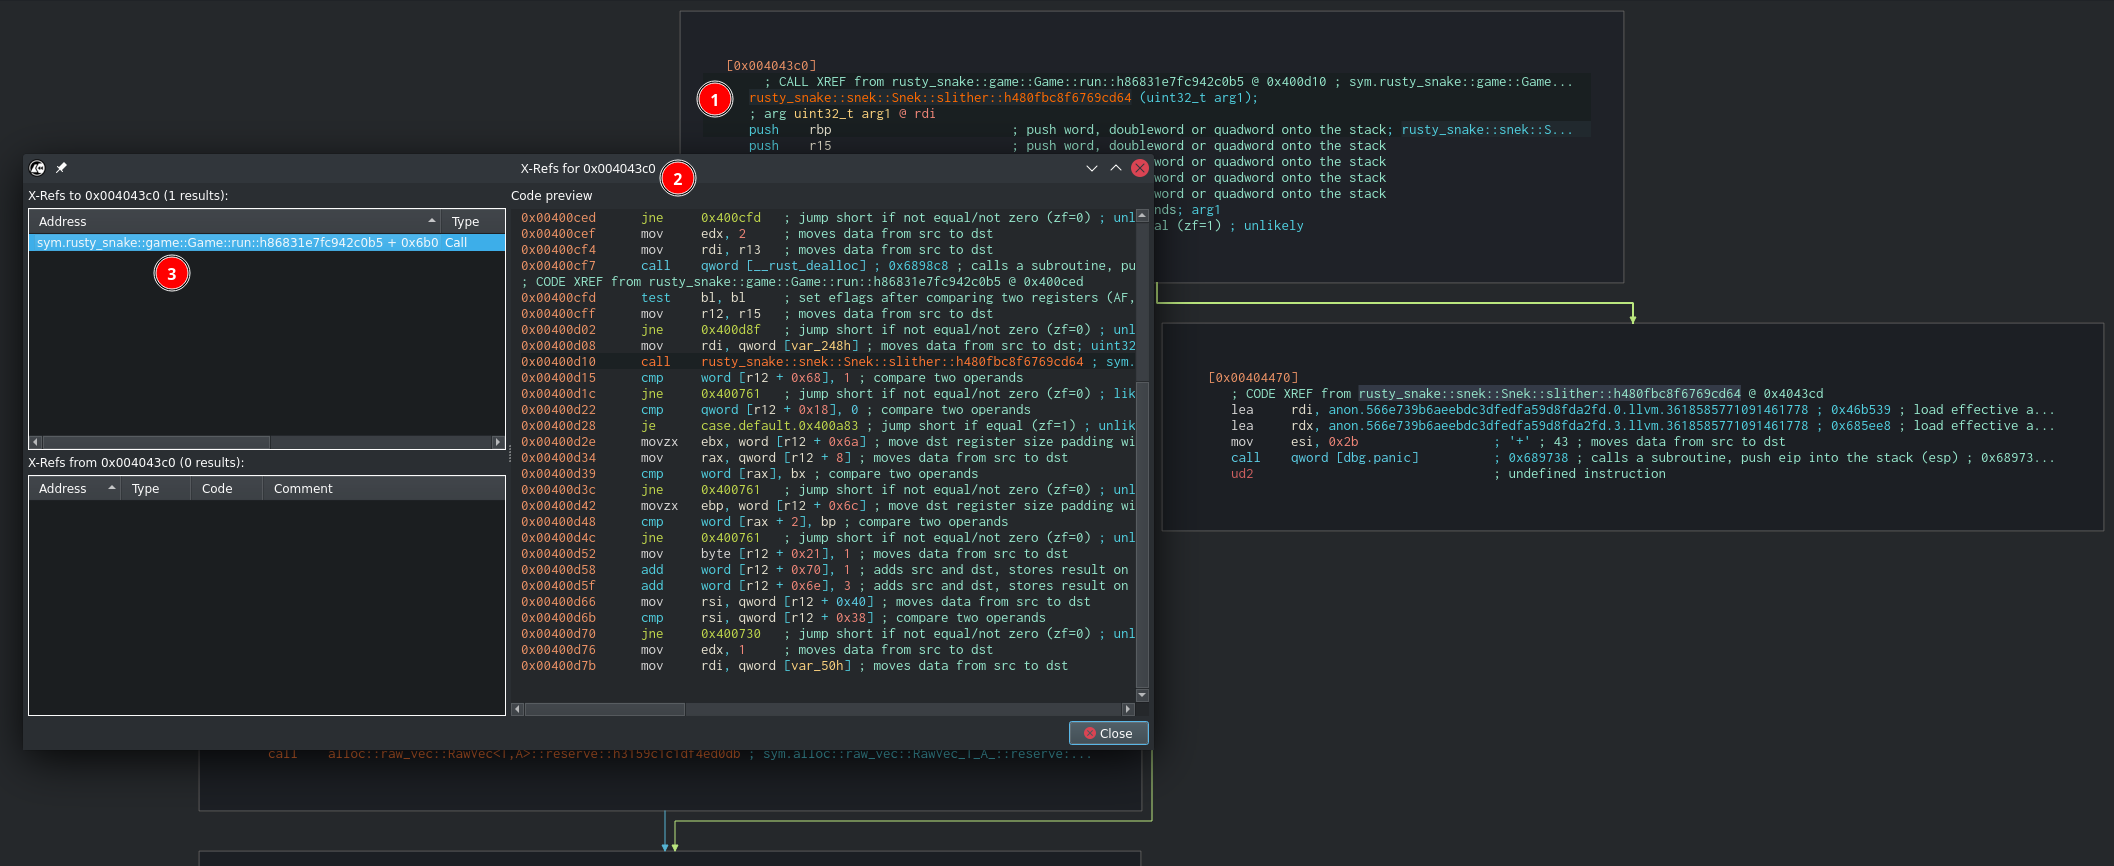 [0x004043c0]
; CALL XREF from rusty_snake::game::Game::run::h86831e7fc942c0b5 @ 0x400d10 ; sym.rusty_snake::game::Game...
1
rusty_snake::snek::Snek::slither::h480fbc8f6769cd64 (uint32_t arg1);
; arg uint32_t arg1 @ rdi
push rbp ; push word, doubleword or quadword onto the stack; rusty_snake::snek::S...
push r15 ; push word, doubleword or quadword onto the stack
word or quadword onto the stack
word or quadword onto the stack
word or quadword onto the stack
nds; arg1
al (zf=1) ; unlikely
X-Refs for 0x004043c0
2
X-Refs to 0x004043c0 (1 results):
Address Type
sym.rusty_snake::game::Game::run::h86831e7fc942c0b5 + 0x6b0 Call
3
X-Refs from 0x004043c0 (0 results):
Address Type Code Comment
Code preview
0x00400ced jne 0x400cfd ; jump short if not equal/not zero (zf=0) ; unl
0x00400cef mov edx, 2 ; moves data from src to dst
0x00400cf4 mov rdi, r13 ; moves data from src to dst
0x00400cf7 call qword [__rust_dealloc] ; 0x6898c8 ; calls a subroutine, pu
; CODE XREF from rusty_snake::game::Game::run::h86831e7fc942c0b5 @ 0x400ced
0x00400cfd test bl, bl ; set eflags after comparing two registers (AF,
0x00400cff mov r12, r15 ; moves data from src to dst
0x00400d02 jne 0x400d8f ; jump short if not equal/not zero (zf=0) ; unl
0x00400d08 mov rdi, qword [var_248h] ; moves data from src to dst; uint32
0x00400d10 call rusty_snake::snek::Snek::slither::h480fbc8f6769cd64 ; sym.
0x00400d15 cmp word [r12 + 0x68], 1 ; compare two operands
0x00400d1c jne 0x400761 ; jump short if not equal/not zero (zf=0) ; lik
0x00400d22 cmp qword [r12 + 0x18], 0 ; compare two operands
0x00400d28 je case.default.0x400a83 ; jump short if equal (zf=1) ; unlik
0x00400d2e movzx ebx, word [r12 + 0x6a] ; move dst register size padding wi
0x00400d34 mov rax, qword [r12 + 8] ; moves data from src to dst
0x00400d39 cmp word [rax], bx ; compare two operands
0x00400d3c jne 0x400761 ; jump short if not equal/not zero (zf=0) ; unl
0x00400d42 movzx ebp, word [r12 + 0x6c] ; move dst register size padding wi
0x00400d48 cmp word [rax + 2], bp ; compare two operands
0x00400d4c jne 0x400761 ; jump short if not equal/not zero (zf=0) ; unl
0x00400d52 mov byte [r12 + 0x21], 1 ; moves data from src to dst
0x00400d58 add word [r12 + 0x70], 1 ; adds src and dst, stores result on
0x00400d5f add word [r12 + 0x6e], 3 ; adds src and dst, stores result on
0x00400d66 mov rsi, qword [r12 + 0x40] ; moves data from src to dst
0x00400d6b cmp rsi, qword [r12 + 0x38] ; compare two operands
0x00400d70 jne 0x400730 ; jump short if not equal/not zero (zf=0) ; unl
0x00400d76 mov edx, 1 ; moves data from src to dst
0x00400d7b mov rdi, qword [var_50h] ; moves data from src to dst
Close
[0x00404470]
; CODE XREF from rusty_snake::snek::Snek::slither::h480fbc8f6769cd64 @ 0x4043cd
lea rdi, anon.566e739b6aeebdc3dfedfa59d8fda2fd.0.llvm.3618585771091461778 ; 0x46b539 ; load effective a...
lea rdx, anon.566e739b6aeebdc3dfedfa59d8fda2fd.3.llvm.3618585771091461778 ; 0x685ee8 ; load effective a...
mov esi, 0x2b ; '+' ; 43 ; moves data from src to dst
call qword [dbg.panic] ; 0x689738 ; calls a subroutine, push eip into the stack (esp) ; 0x68973...
ud2 ; undefined instruction
call alloc::raw_vec::RawVec<T,A>::reserve::h3159c1c1df4ed0db ; sym.alloc::raw_vec::RawVec_T_A_::reserve:...